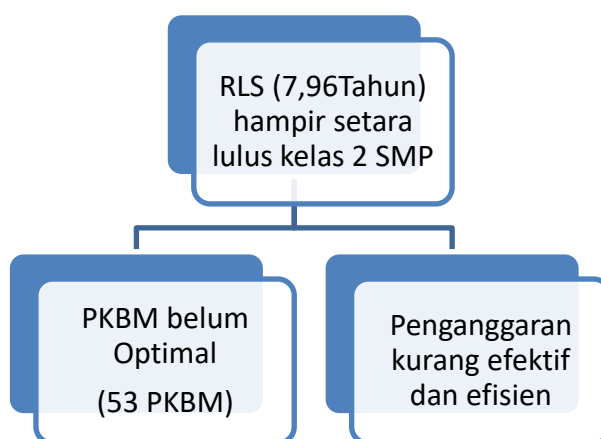 RLS (7,96Tahun)
hampir setara
lulus kelas 2 SMP
PKBM belum
Optimal
(53 PKBM)
Penganggaran
kurang efektif
dan efisien